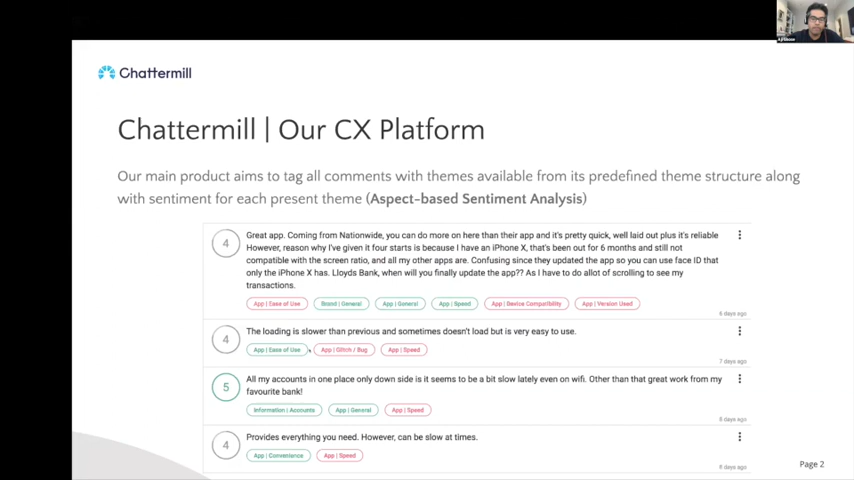 Chattermill
Chattermill | Our CX Platform
Our main product aims to tag all comments with themes available from its predefined theme structure along
with sentiment for each present theme (Aspect-based Sentiment Analysis)
4
Great app. Coming from Nationwide, you can do more on here than their app and it's pretty quick, well laid out plus it's reliable
However, reason why I've given it four starts is because I have an iPhone X, that's been out for 6 months and still not
compatible with the screen ratio, and all my other apps are. Confusing since they updated the app so you can use face ID that
only the iPhone X has. Lloyds Bank, when will you finally update the app?? As I have to do allot of scrolling to see my
transactions.
App | Ease of Use Brand | General App | General App | Speed App | Device Compatibility App | Version Used
6 days ago
4
The loading is slower than previous and sometimes doesn't load but is very easy to use.
App | Ease of Use App | Glitch / Bug App | Speed
7 days ago
5
All my accounts in one place only down side is it seems to be a bit slow lately even on wifi. Other than that great work from my
favourite bank!
Information | Accounts App | General App | Speed
6 days ago
4
Provides everything you need. However, can be slow at times.
App | Convenience App | Speed
6 days ago
Page 2